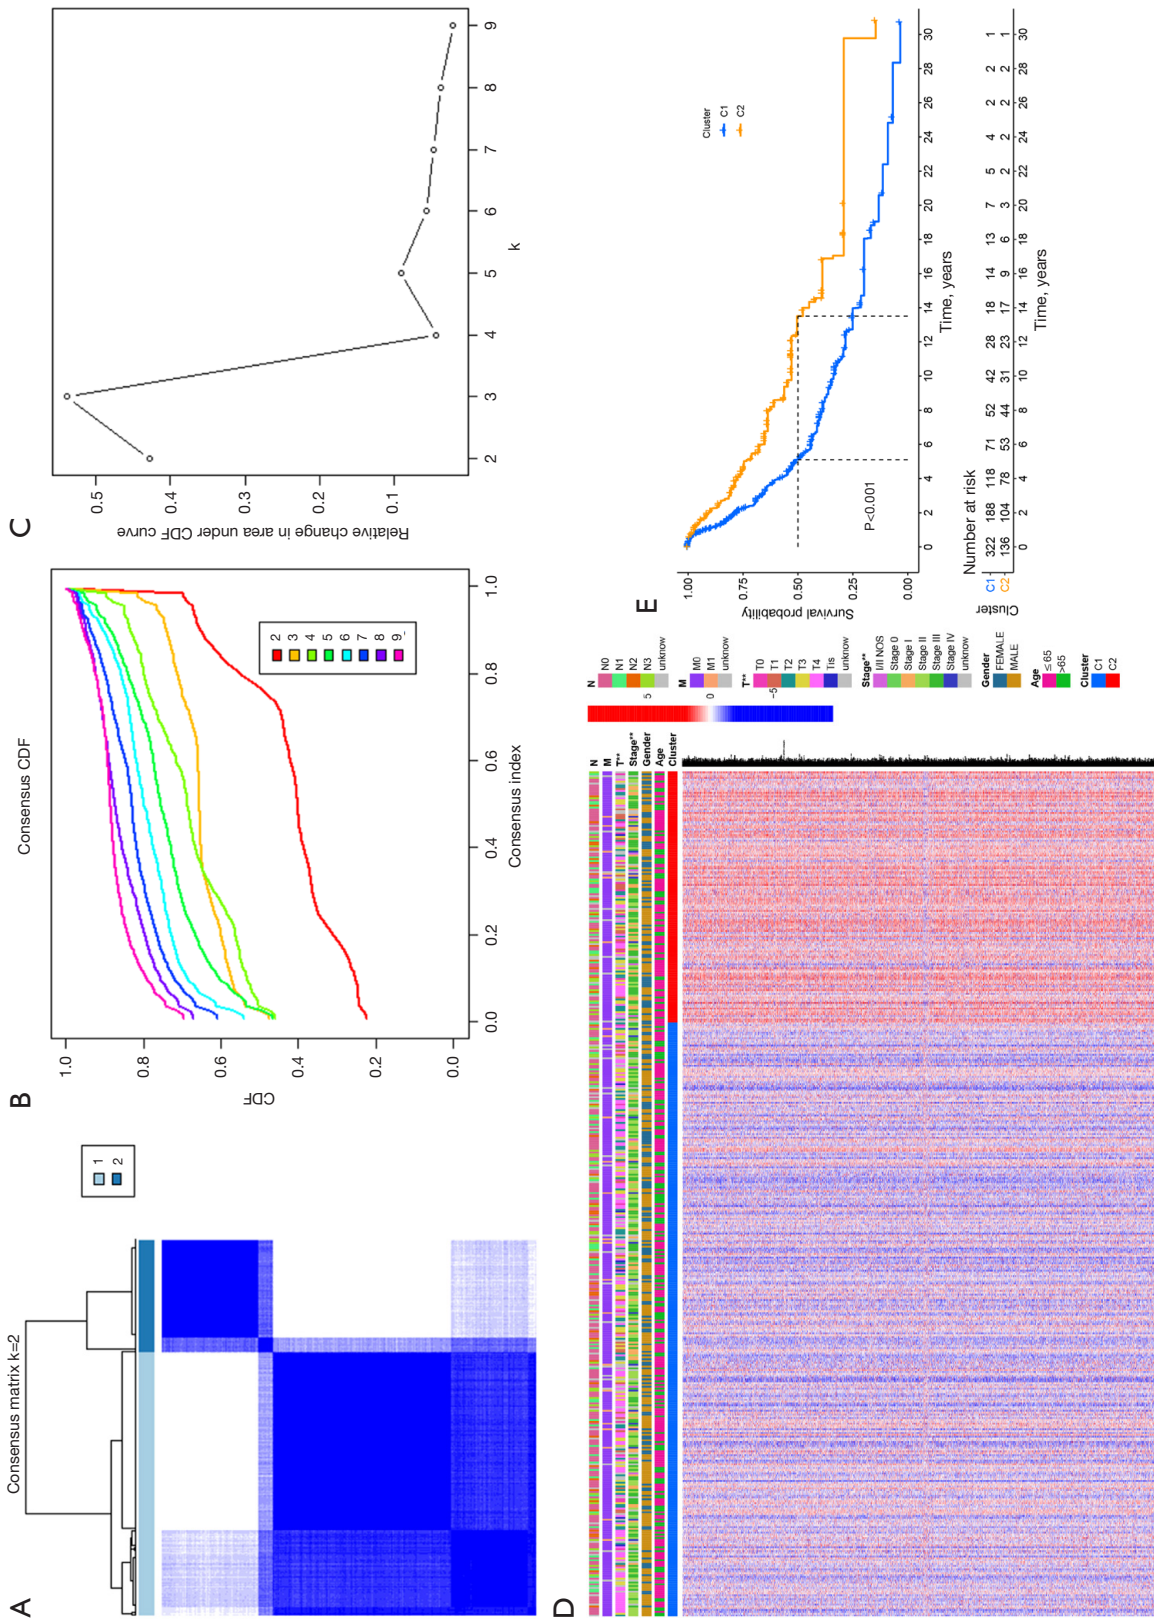 A
Consensus matrix k=2
1
2
B
Consensus CDF
CDF
1.0
0.8
0.6
0.4
0.2
0.0
0.0 0.2 0.4 0.6 0.8 1.0
Consensus index
2
3
4
5
6
7
8
9
C
Relative change in area under CDF curve
0.5
0.4
0.3
0.2
0.1
2 3 4 5 6 7 8 9
k
D
N
M
T**
Stage**
Gender
Age
Cluster
5
0
−5
N
N0
N1
N2
N3
unknow
M
M0
M1
unknow
T**
T0
T1
T2
T3
T4
Tis
unknow
Stage**
I/II NOS
Stage 0
Stage I
Stage II
Stage III
Stage IV
unknow
Gender
FEMALE
MALE
Age
≤ 65
>65
Cluster
C1
C2
E
Cluster
C1
C2
Survival probability
1.00
0.75
0.50
0.25
0.00
P<0.001
0 2 4 6 8 10 12 14 16 18 20 22 24 26 28 30
Time, years
Number at risk
Cluster
C1 322 188 118 71 52 42 28 18 14 13 7 5 4 2 2 1
C2 136 104 78 53 44 31 23 17 9 6 3 2 2 2 2 1
0 2 4 6 8 10 12 14 16 18 20 22 24 26 28 30
Time, years